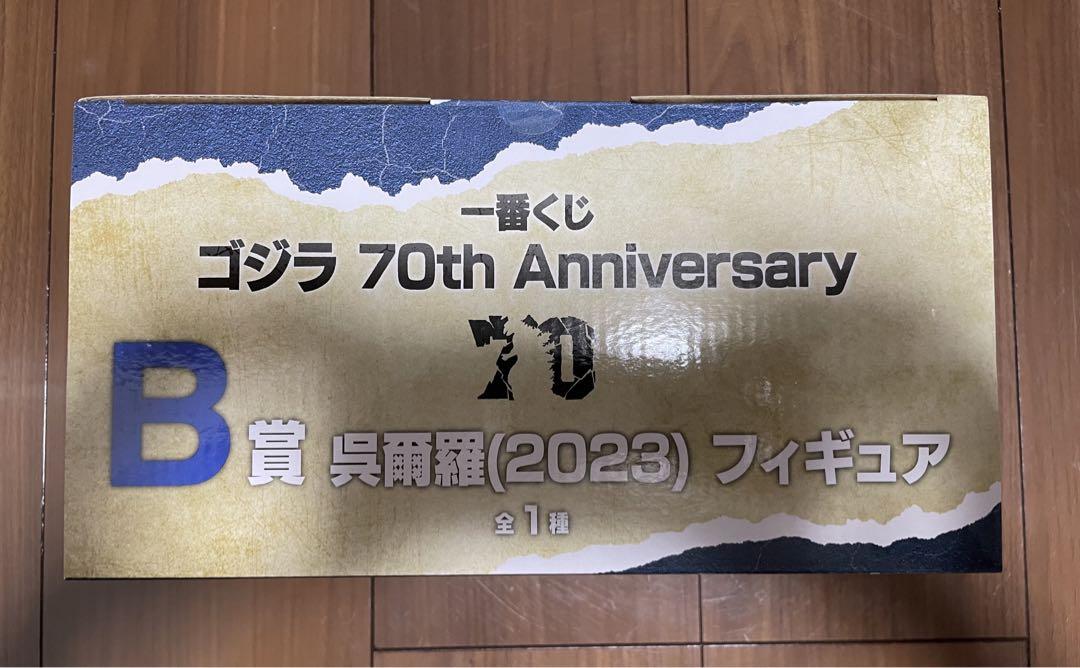 一番くじ
ゴジラ 70th Anniversary
70
B賞 呉爾羅(2023) フィギュア
全1種